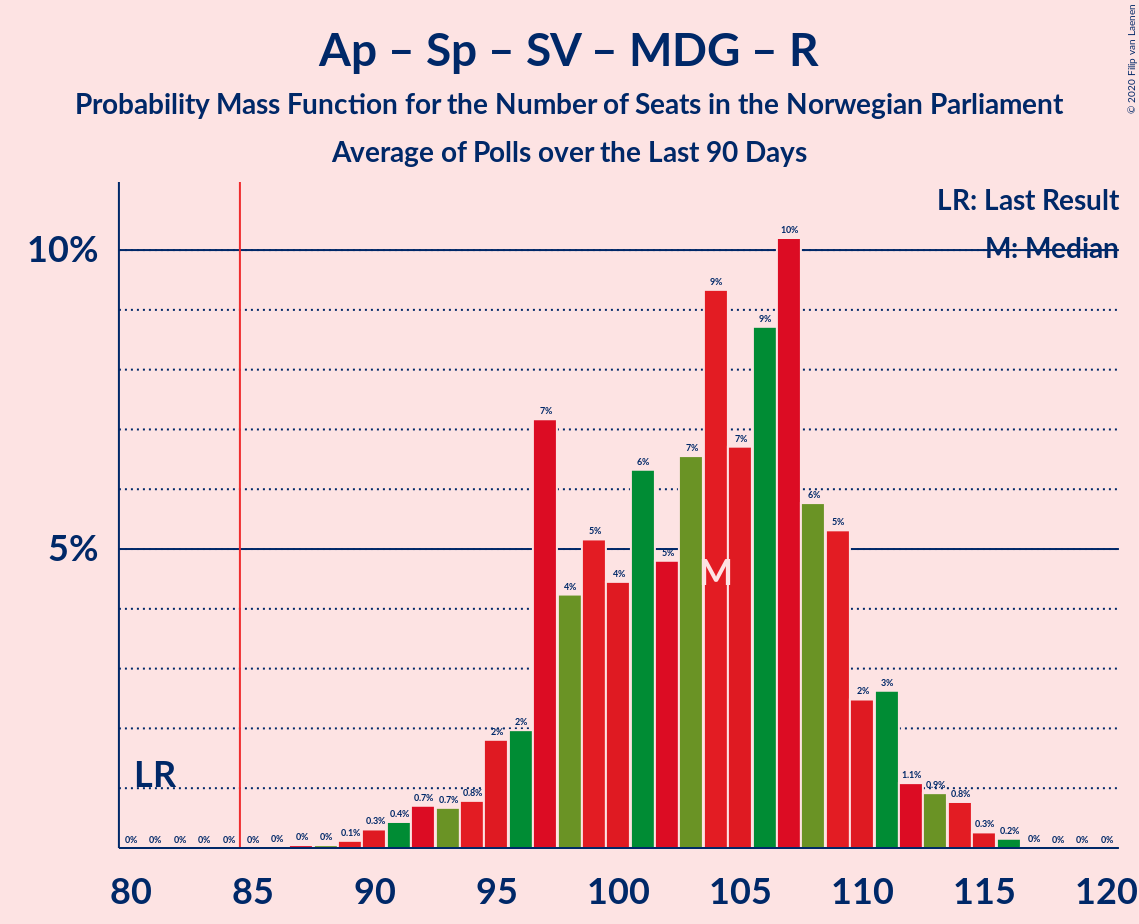 Ap – Sp – SV – MDG – R
Probability Mass Function for the Number of Seats in the Norwegian Parliament
Average of Polls over the Last 90 Days
© 2020 Filip van Laenen
LR: Last Result
M: Median
10%
5%
LR
M
0% 0% 0% 0% 0% 0% 0% 0% 0% 0.1% 0.3% 0.4% 0.7% 0.7% 0.8% 2% 2% 7% 4% 5% 4% 6% 5% 7% 9% 7% 9% 10% 6% 5% 2% 3% 1.1% 0.9% 0.8% 0.3% 0.2% 0% 0% 0% 0%
80 85 90 95 100 105 110 115 120